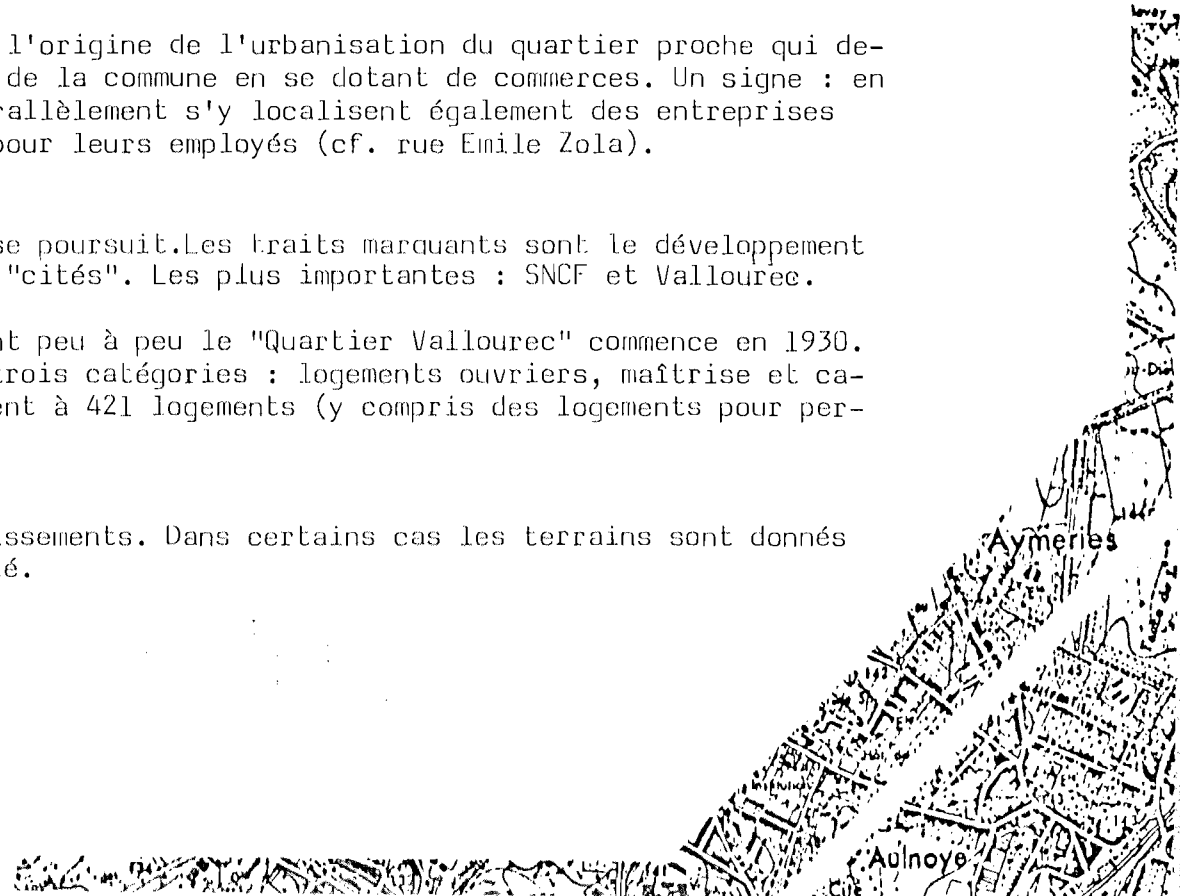 l'origine de l'urbanisation du quartier proche qui de-
de la commune en se dotant de commerces. Un signe : en
rallèlement s'y localisent également des entreprises
pour leurs employés (cf. rue Emile Zola).
se poursuit.Les traits marquants sont le développement
"cités". Les plus importantes : SNCF et Vallourec.
nt peu à peu le "Quartier Vallourec" commence en 1930.
trois catégories : logements ouvriers, maîtrise et ca-
ent à 421 logements (y compris des logements pour per-
issements. Dans certains cas les terrains sont donnés
é.
Aymeries
Aulnoye